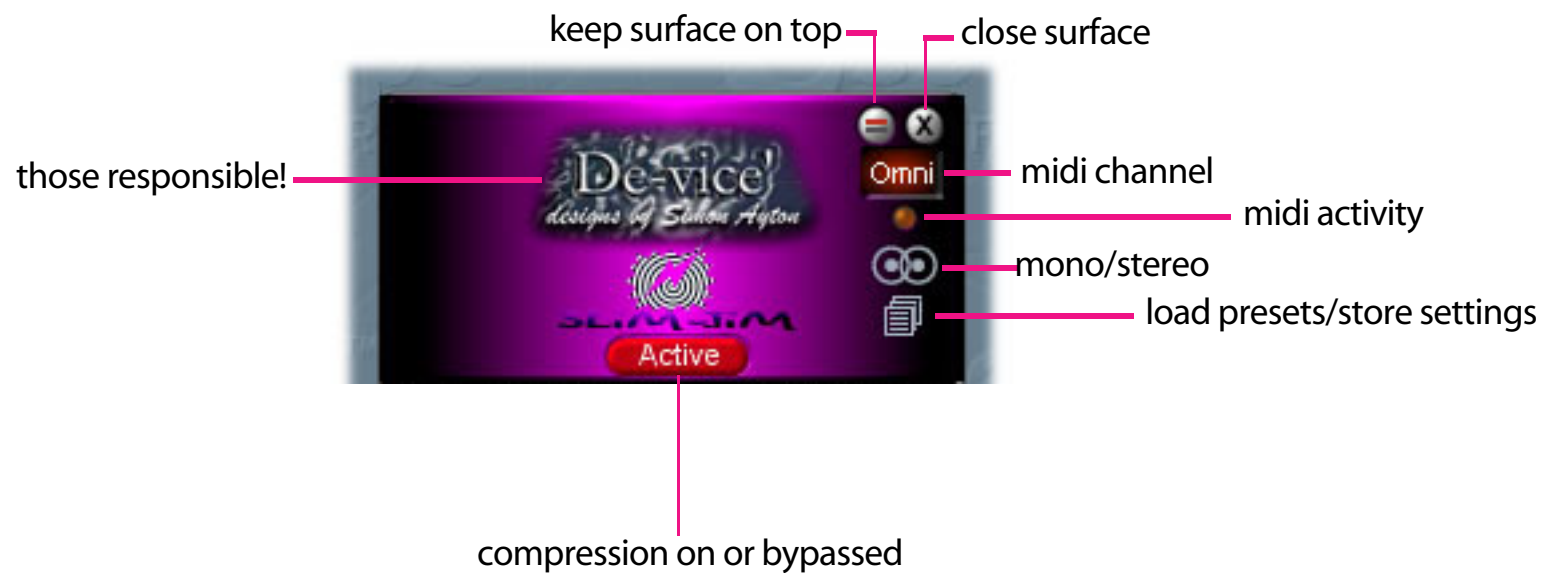 keep surface on top
close surface
X
those responsible!
De-vice'
designs by Simon Ayton
Omni
midi channel
midi activity
mono/stereo
SLIM-JIM
load presets/store settings
Active
compression on or bypassed